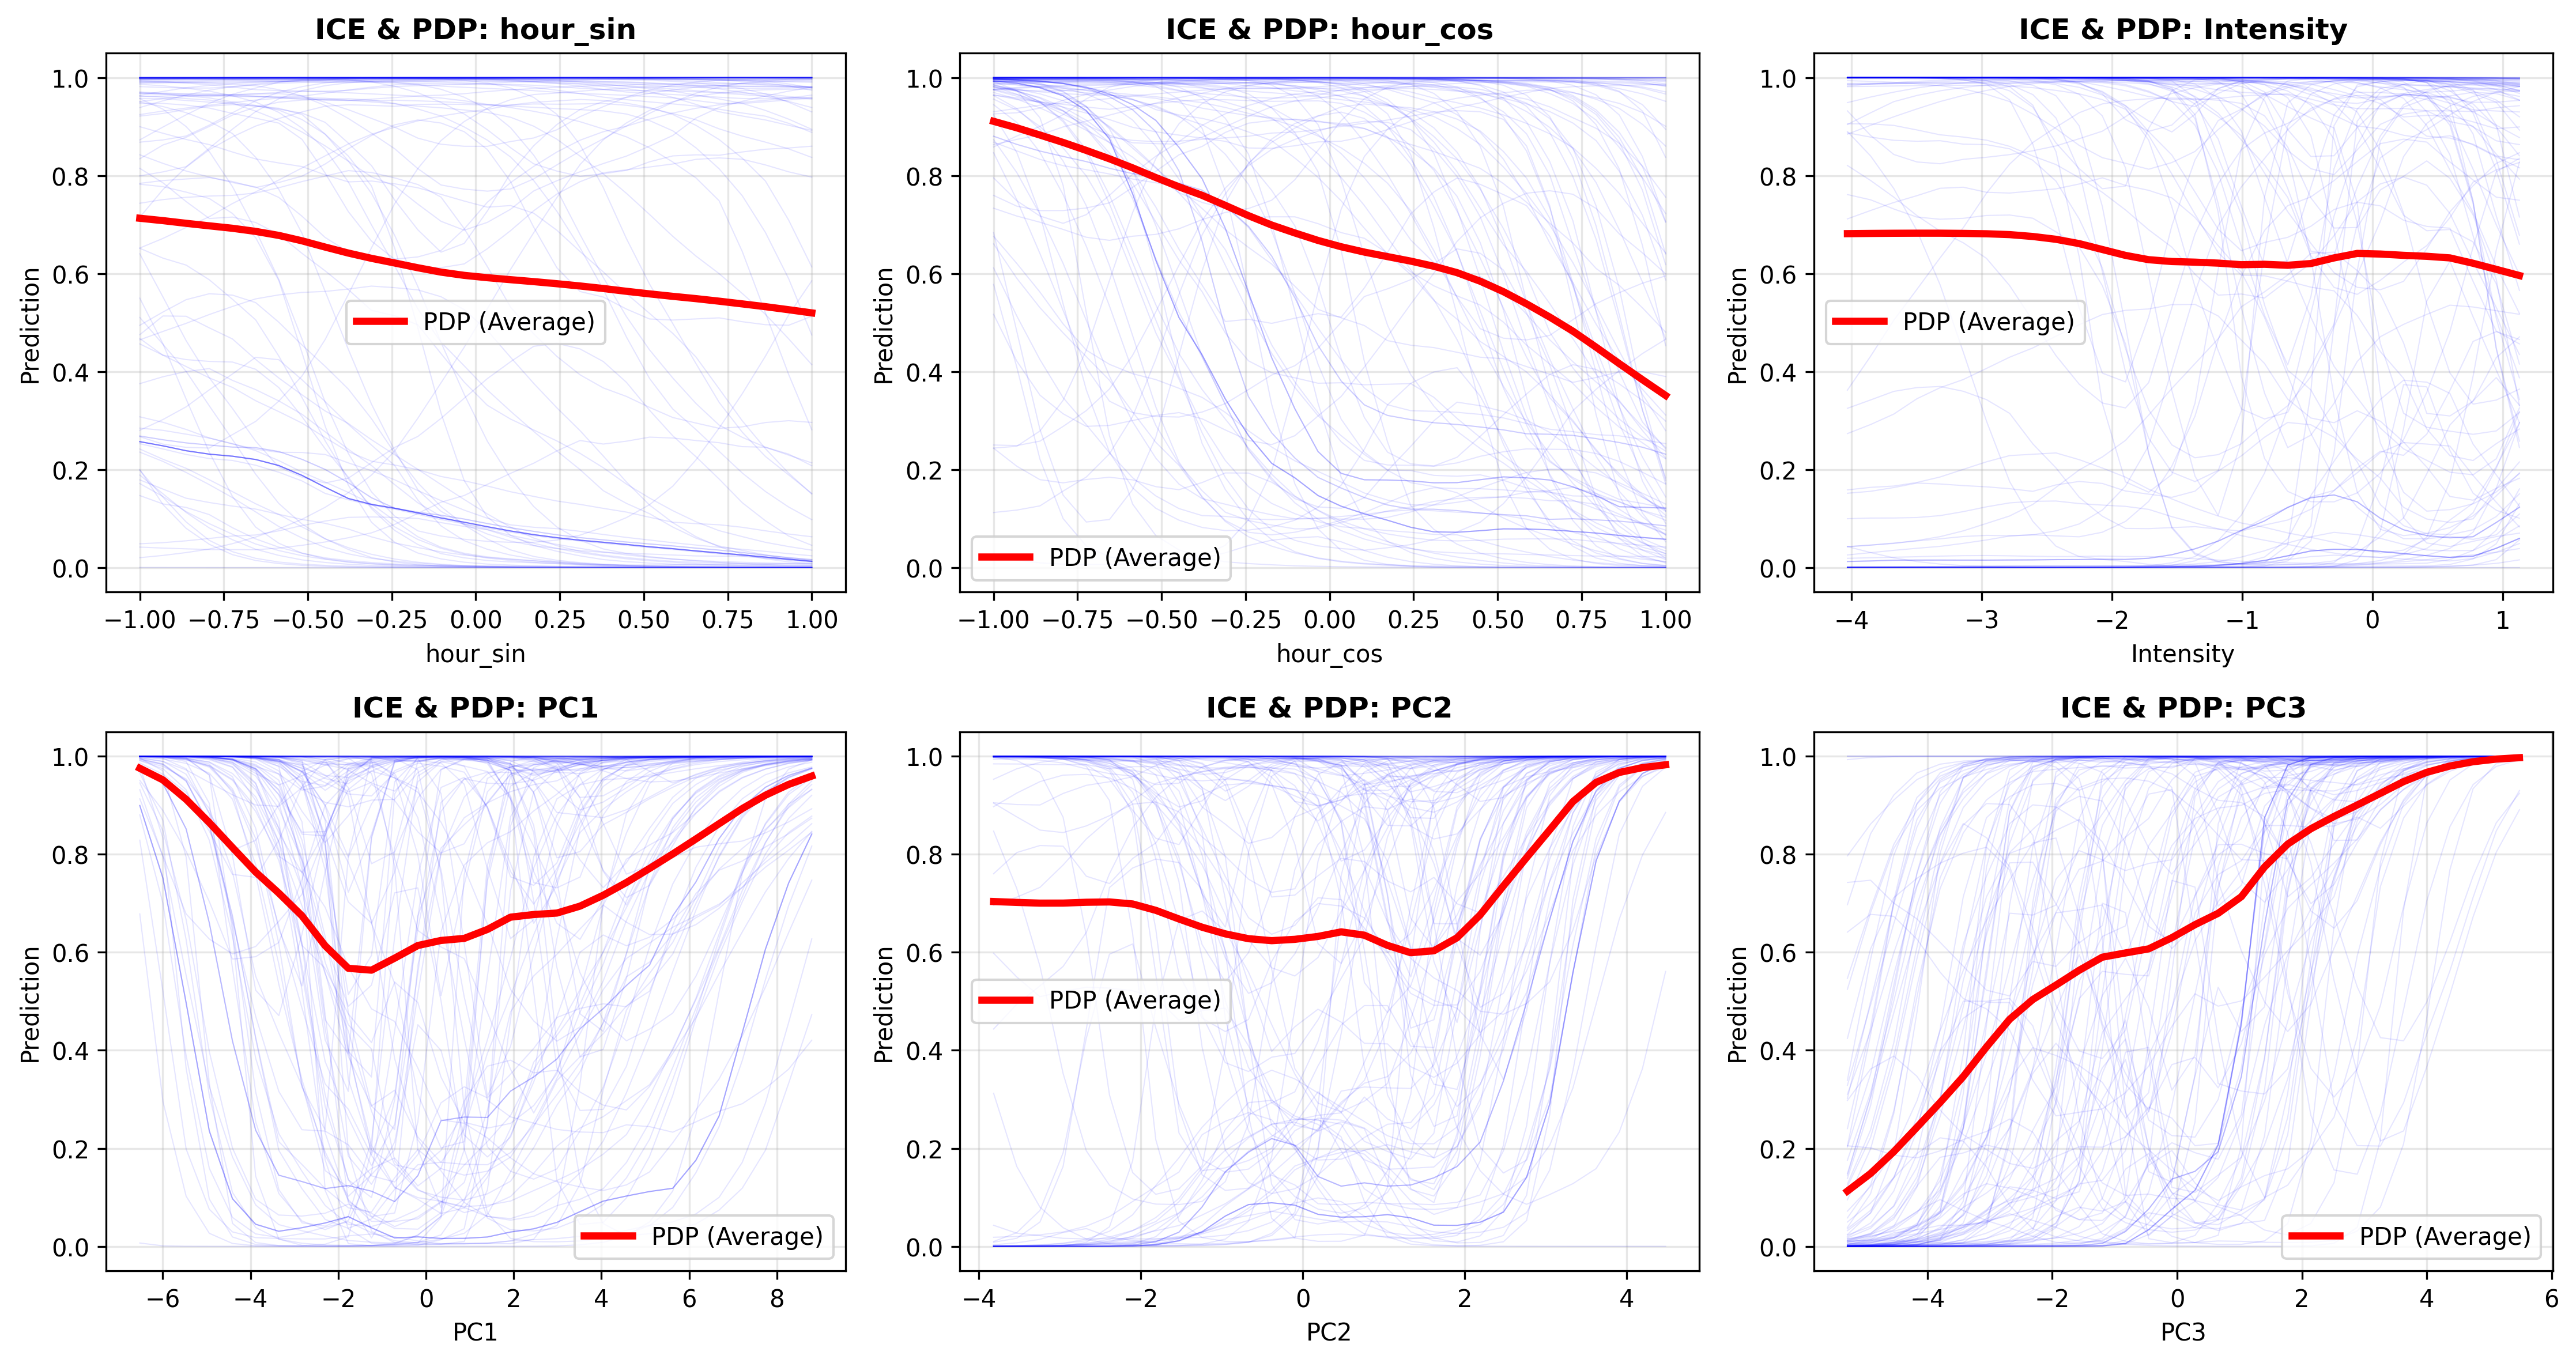 ICE & PDP: hour_sin
ICE & PDP: hour_cos
ICE & PDP: Intensity
Prediction
1.0
0.8
0.6
0.4
0.2
0.0
PDP (Average)
−1.00 −0.75 −0.50 −0.25 0.00 0.25 0.50 0.75 1.00
hour_sin
Prediction
1.0
0.8
0.6
0.4
0.2
0.0
PDP (Average)
−1.00 −0.75 −0.50 −0.25 0.00 0.25 0.50 0.75 1.00
hour_cos
Prediction
1.0
0.8
0.6
0.4
0.2
0.0
PDP (Average)
−4 −3 −2 −1 0 1
Intensity
ICE & PDP: PC1
ICE & PDP: PC2
ICE & PDP: PC3
Prediction
1.0
0.8
0.6
0.4
0.2
0.0
PDP (Average)
−6 −4 −2 0 2 4 6 8
PC1
Prediction
1.0
0.8
0.6
0.4
0.2
0.0
PDP (Average)
−4 −2 0 2 4
PC2
Prediction
1.0
0.8
0.6
0.4
0.2
0.0
PDP (Average)
−4 −2 0 2 4 6
PC3